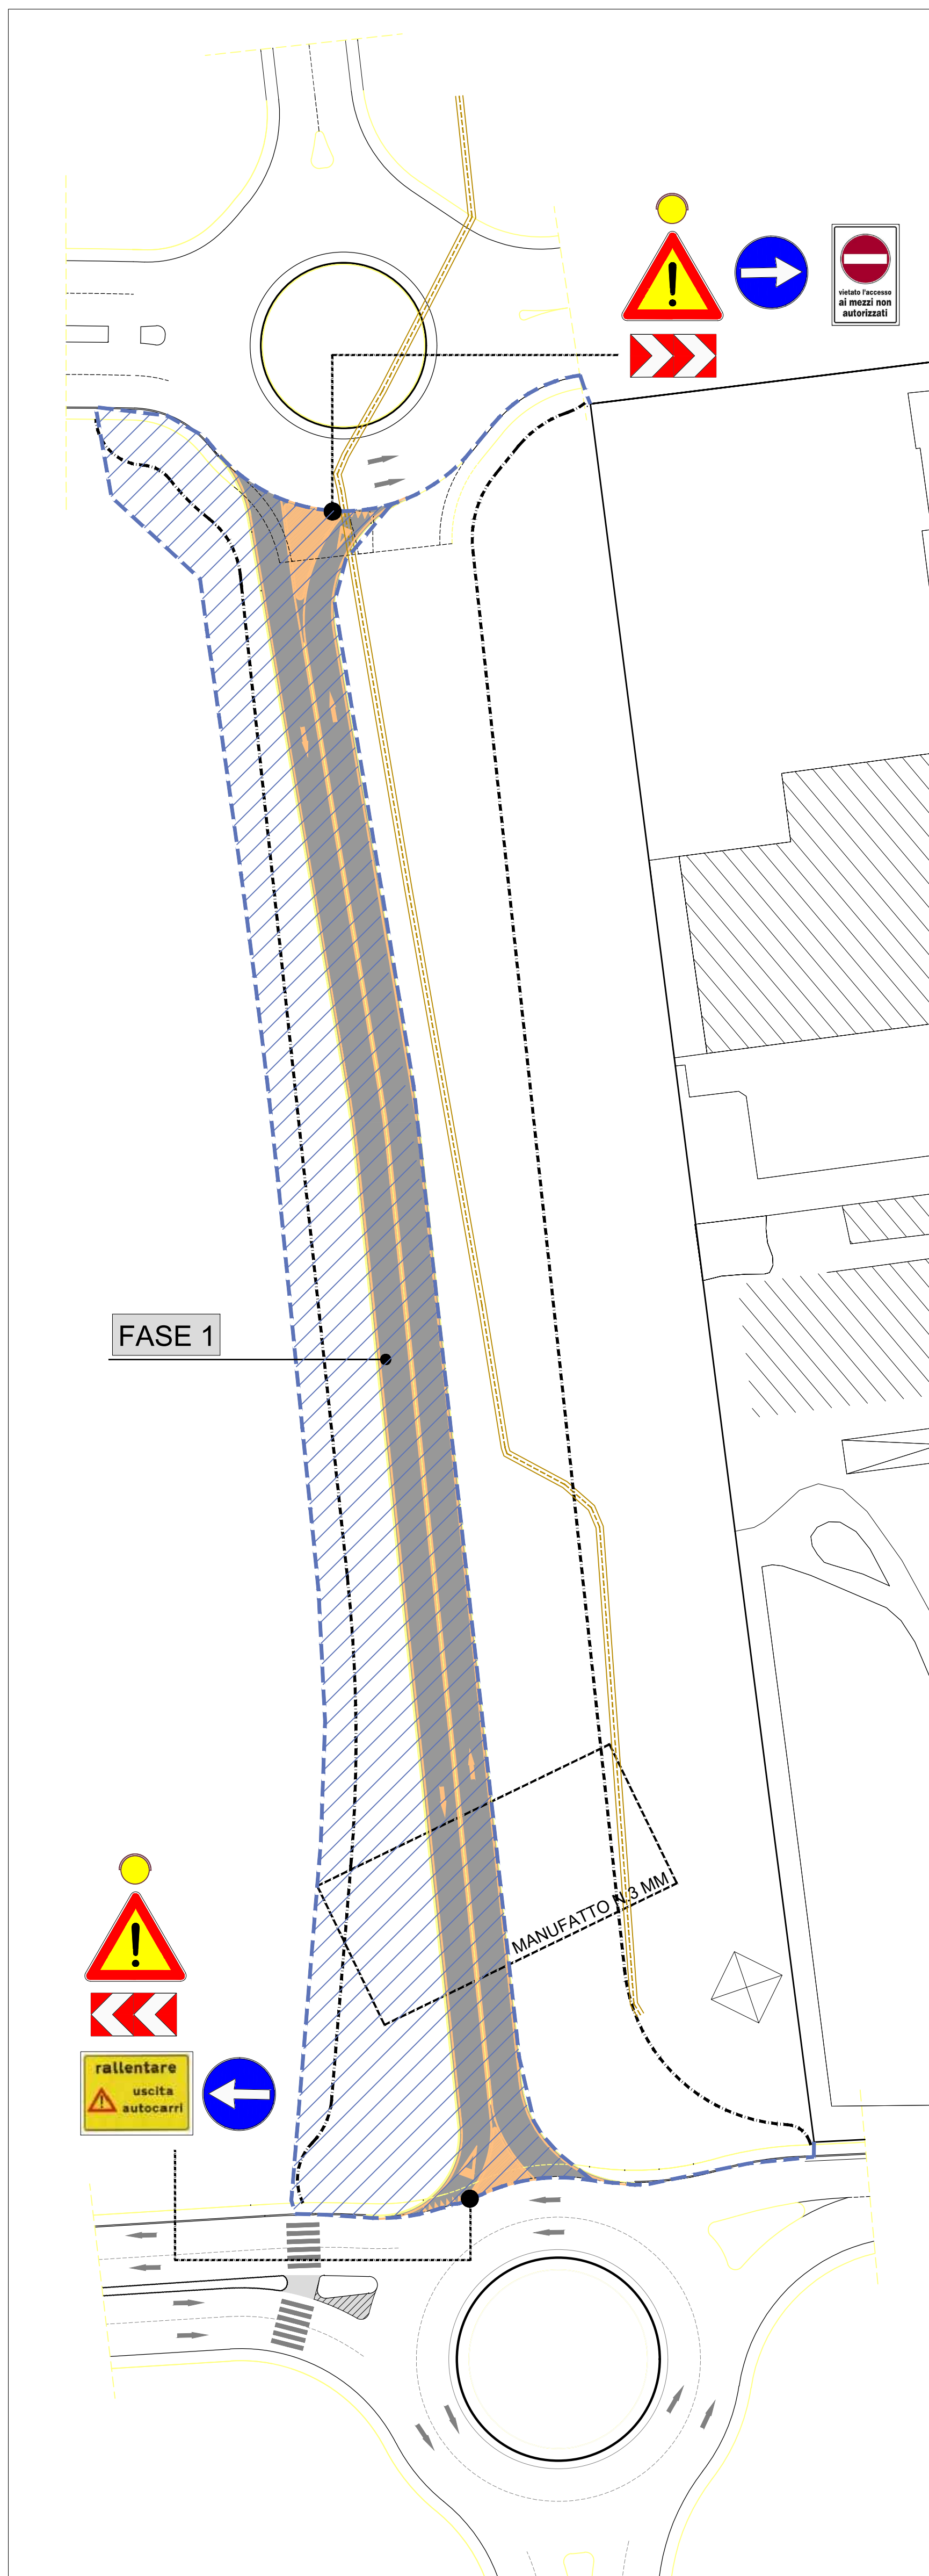 vietato l'accesso
ai mezzi non
autorizzati
FASE 1
MANUFATTO N.3 MM
rallentare
uscita
autocarri